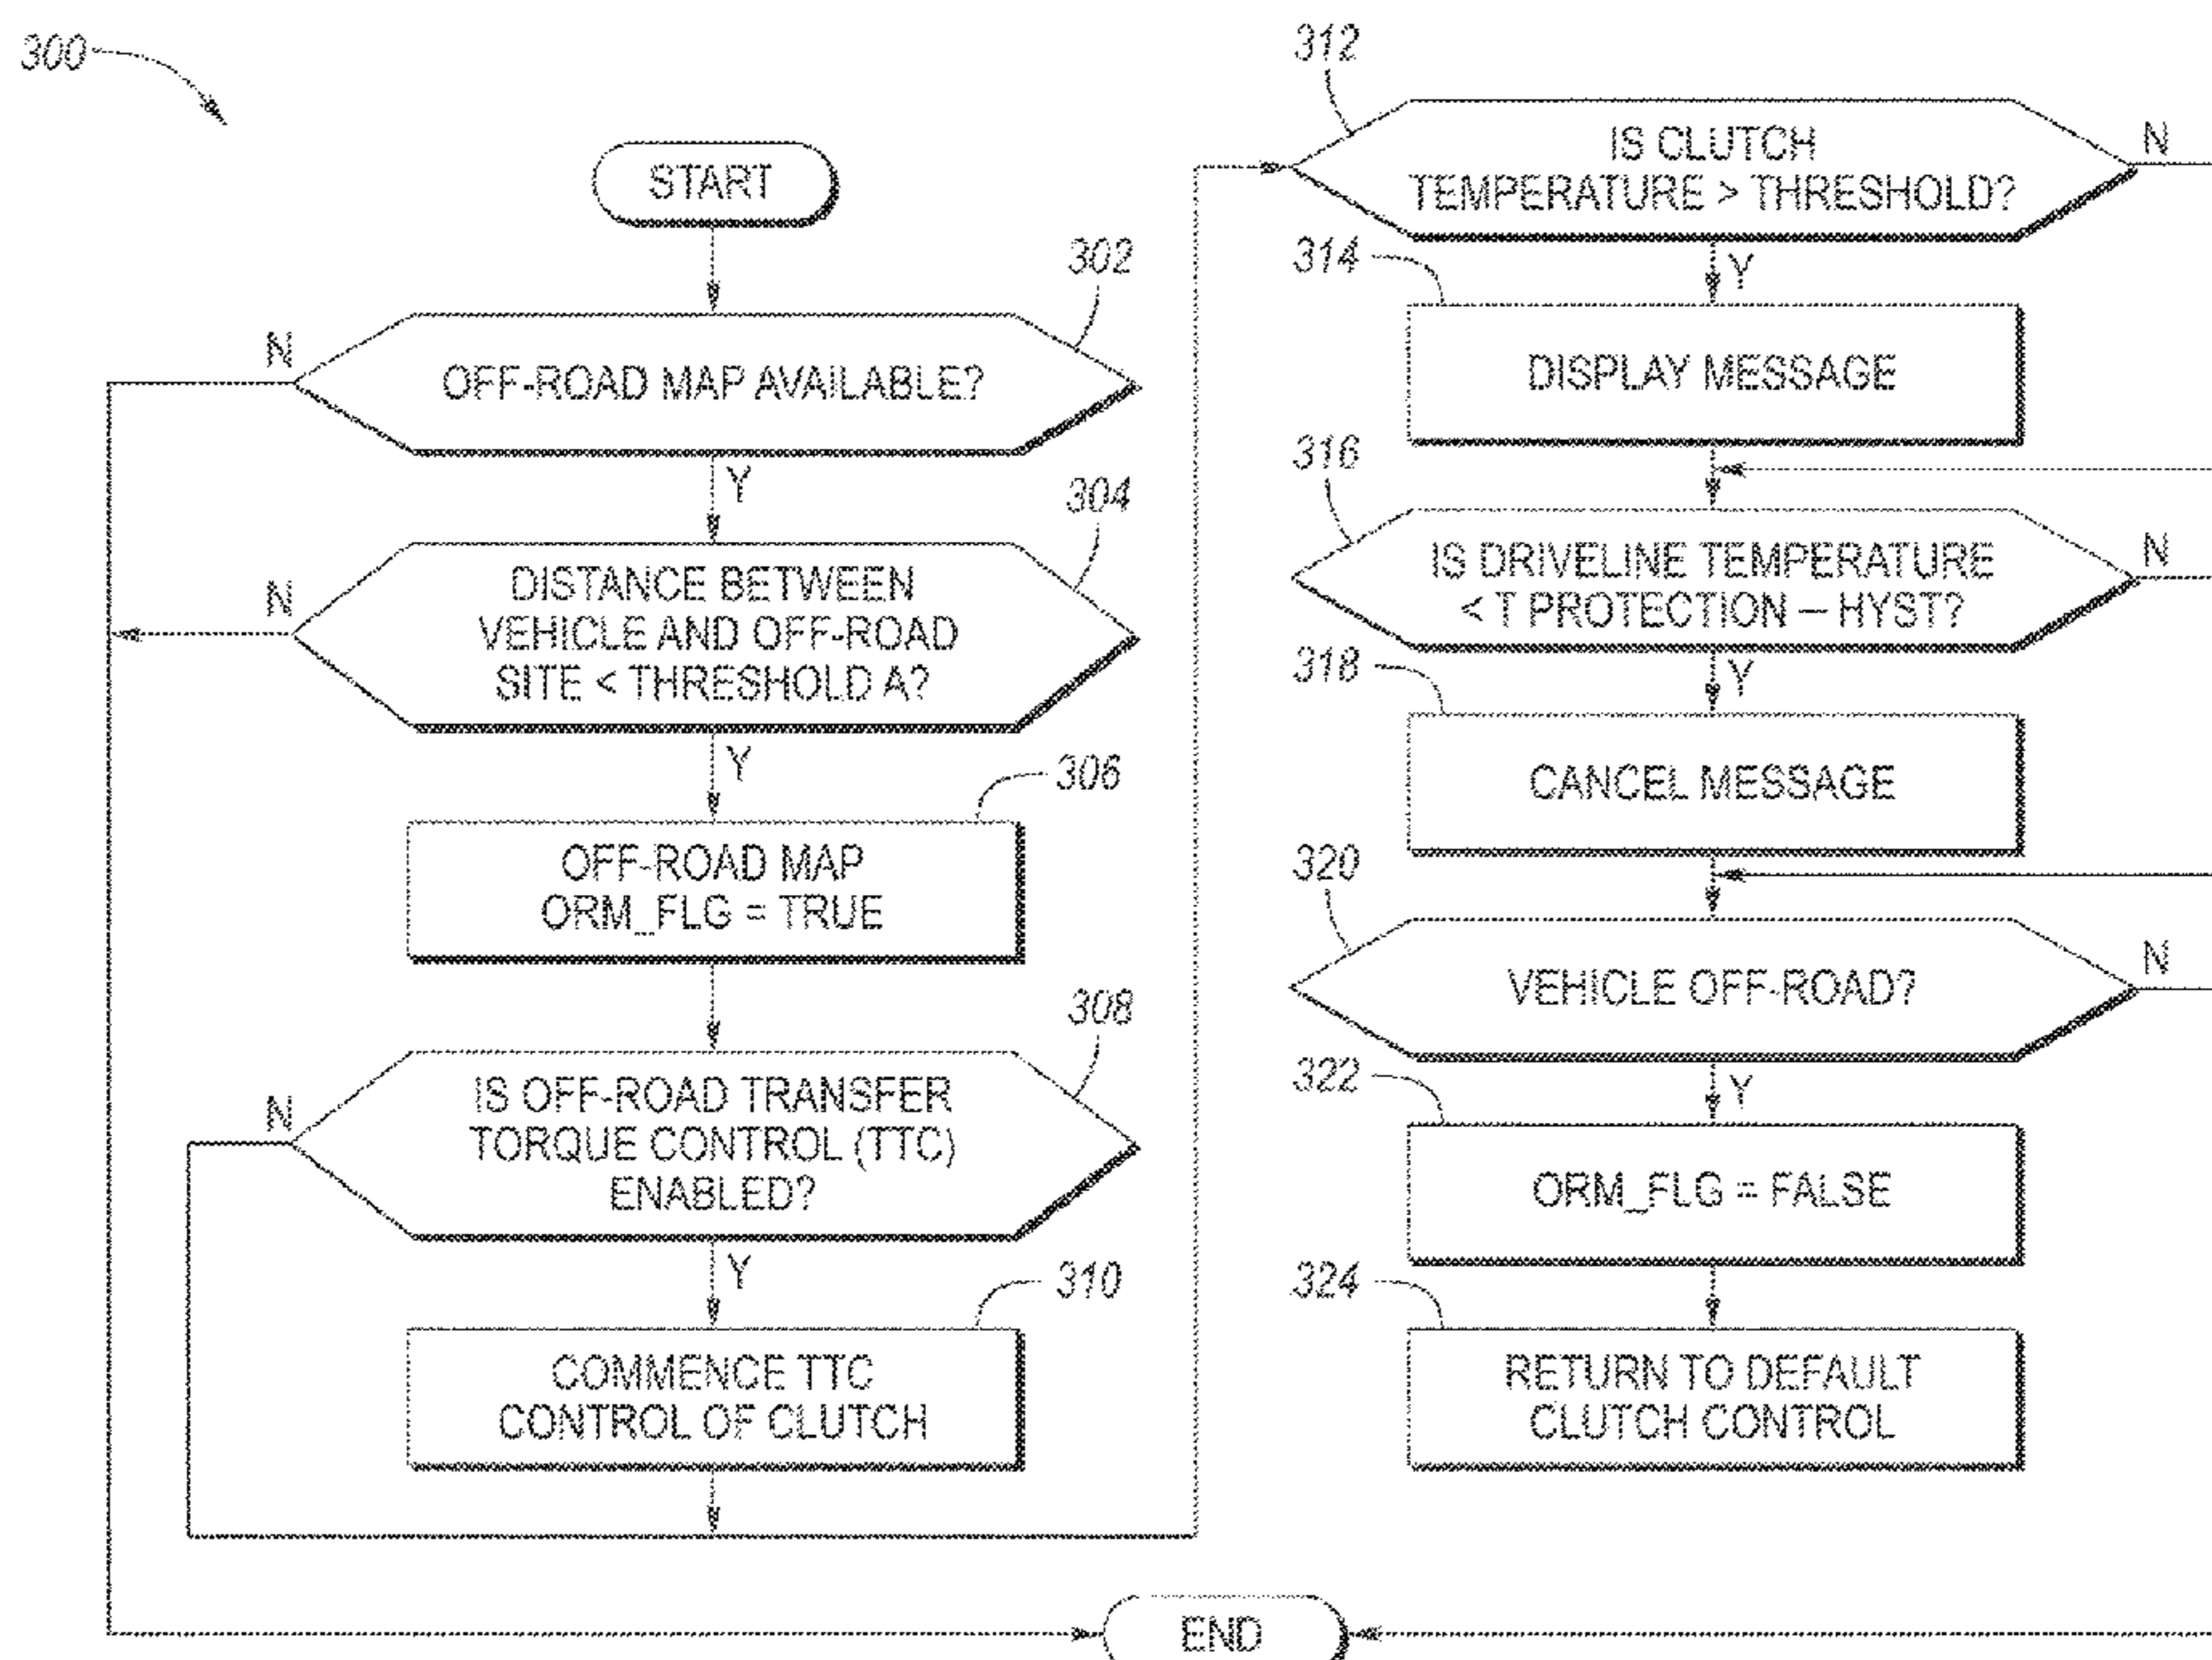 300
START
302
N
OFF-ROAD MAP AVAILABLE?
Y
304
N
DISTANCE BETWEEN
VEHICLE AND OFF-ROAD
SITE < THRESHOLD A?
Y
306
OFF-ROAD MAP
ORM_FLG = TRUE
308
N
IS OFF-ROAD TRANSFER
TORQUE CONTROL (TTC)
ENABLED?
Y
310
COMMENCE TTC
CONTROL OF CLUTCH
312
N
IS CLUTCH
TEMPERATURE > THRESHOLD?
Y
314
DISPLAY MESSAGE
316
N
IS DRIVELINE TEMPERATURE
< T PROTECTION – HYST?
Y
318
CANCEL MESSAGE
320
N
VEHICLE OFF-ROAD?
Y
322
ORM_FLG = FALSE
324
RETURN TO DEFAULT
CLUTCH CONTROL
END